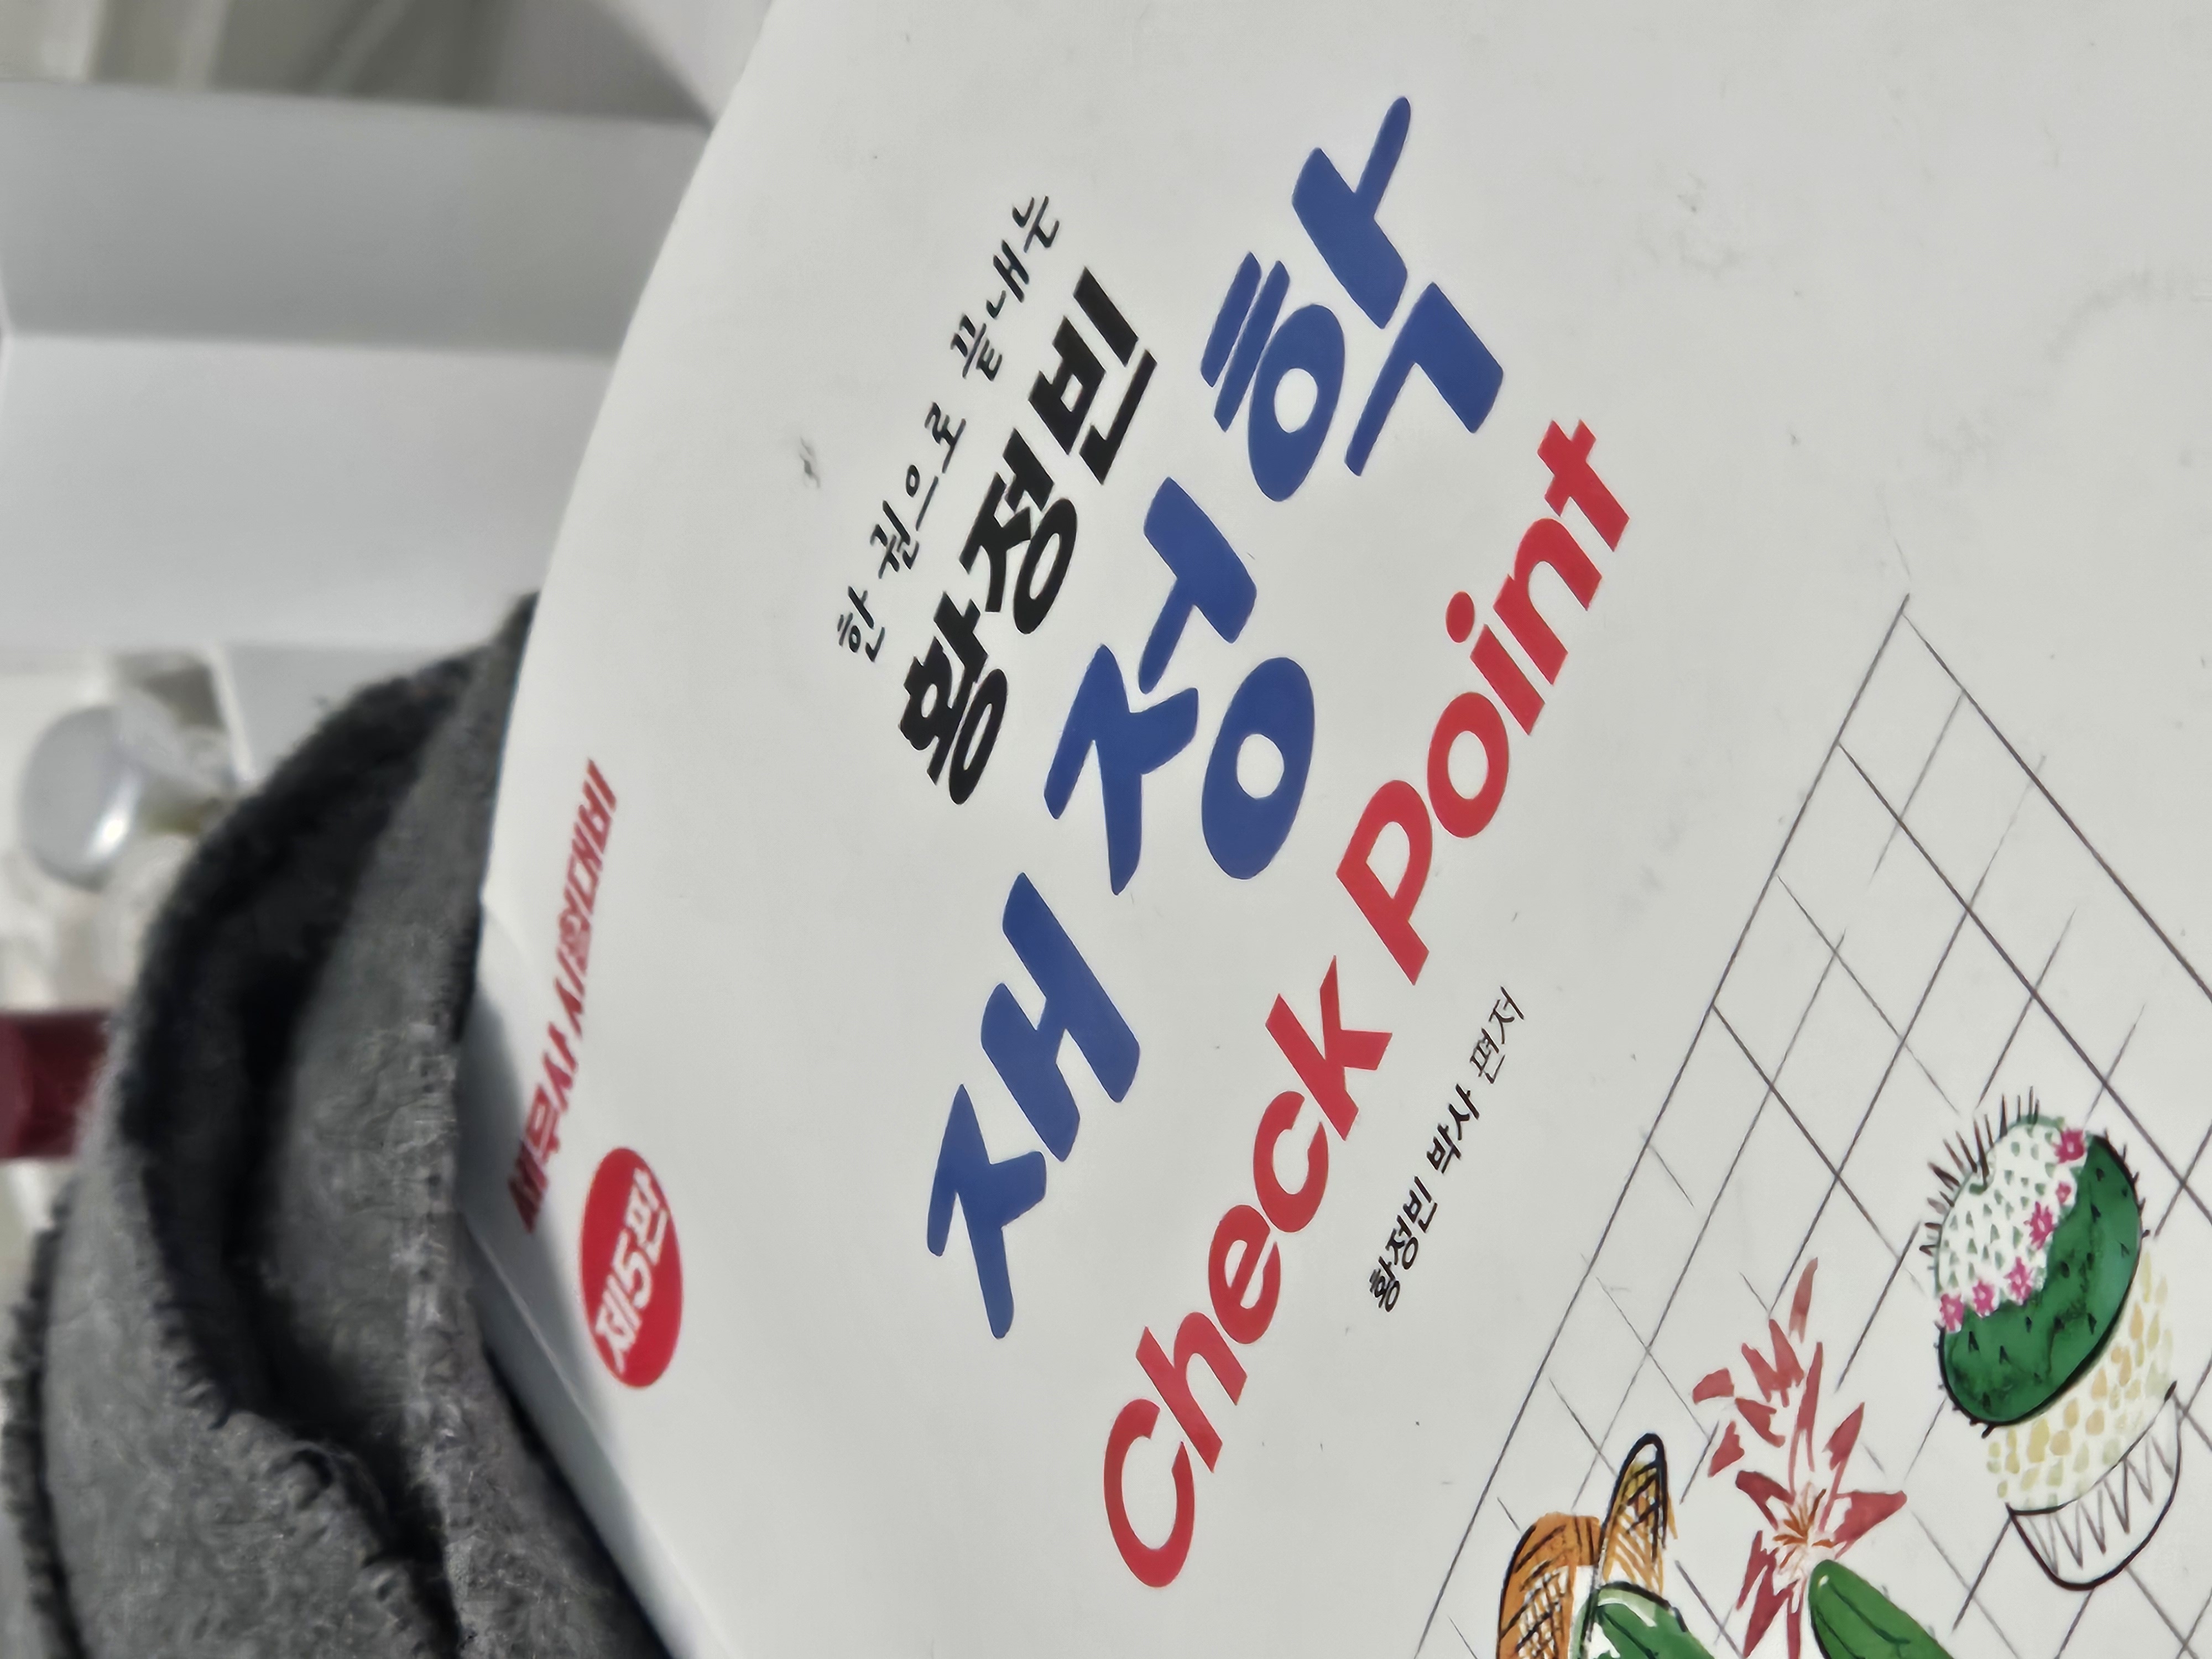 세무사 시험대비
제5판
한 권으로 끝내는
황정빈
재정학
Check Point
황정빈 박사 편저